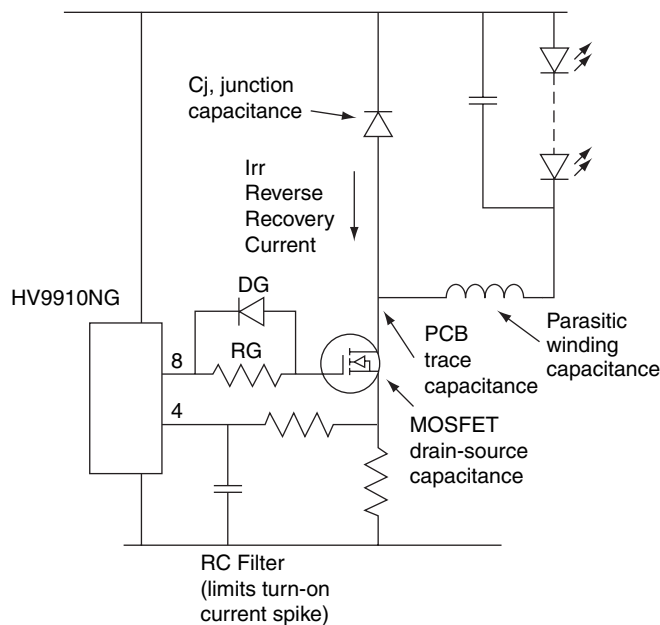 Cj, junction
capacitance
Irr
Reverse
Recovery
Current
HV9910NG
DG
RG
8
4
PCB
trace
capacitance
Parasitic
winding
capacitance
MOSFET
drain-source
capacitance
RC Filter
(limits turn-on
current spike)